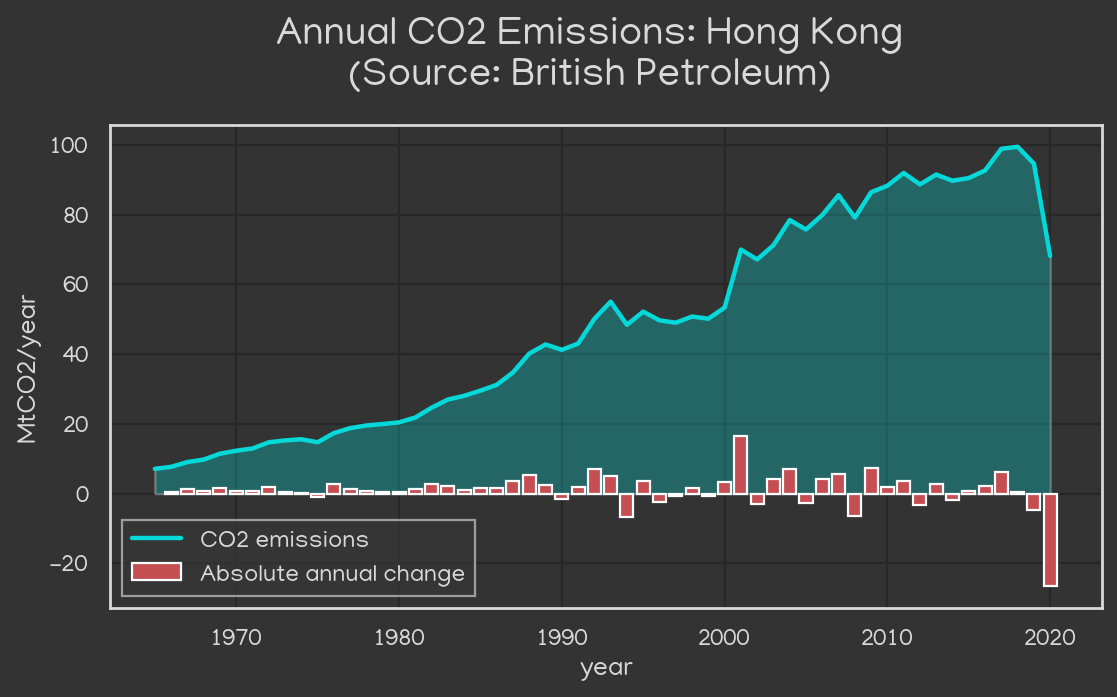 Annual CO2 Emissions: Hong Kong
(Source: British Petroleum)
MtCO2/year
100
80
60
40
20
0
−20
CO2 emissions
Absolute annual change
1970
1980
1990
2000
2010
2020
year